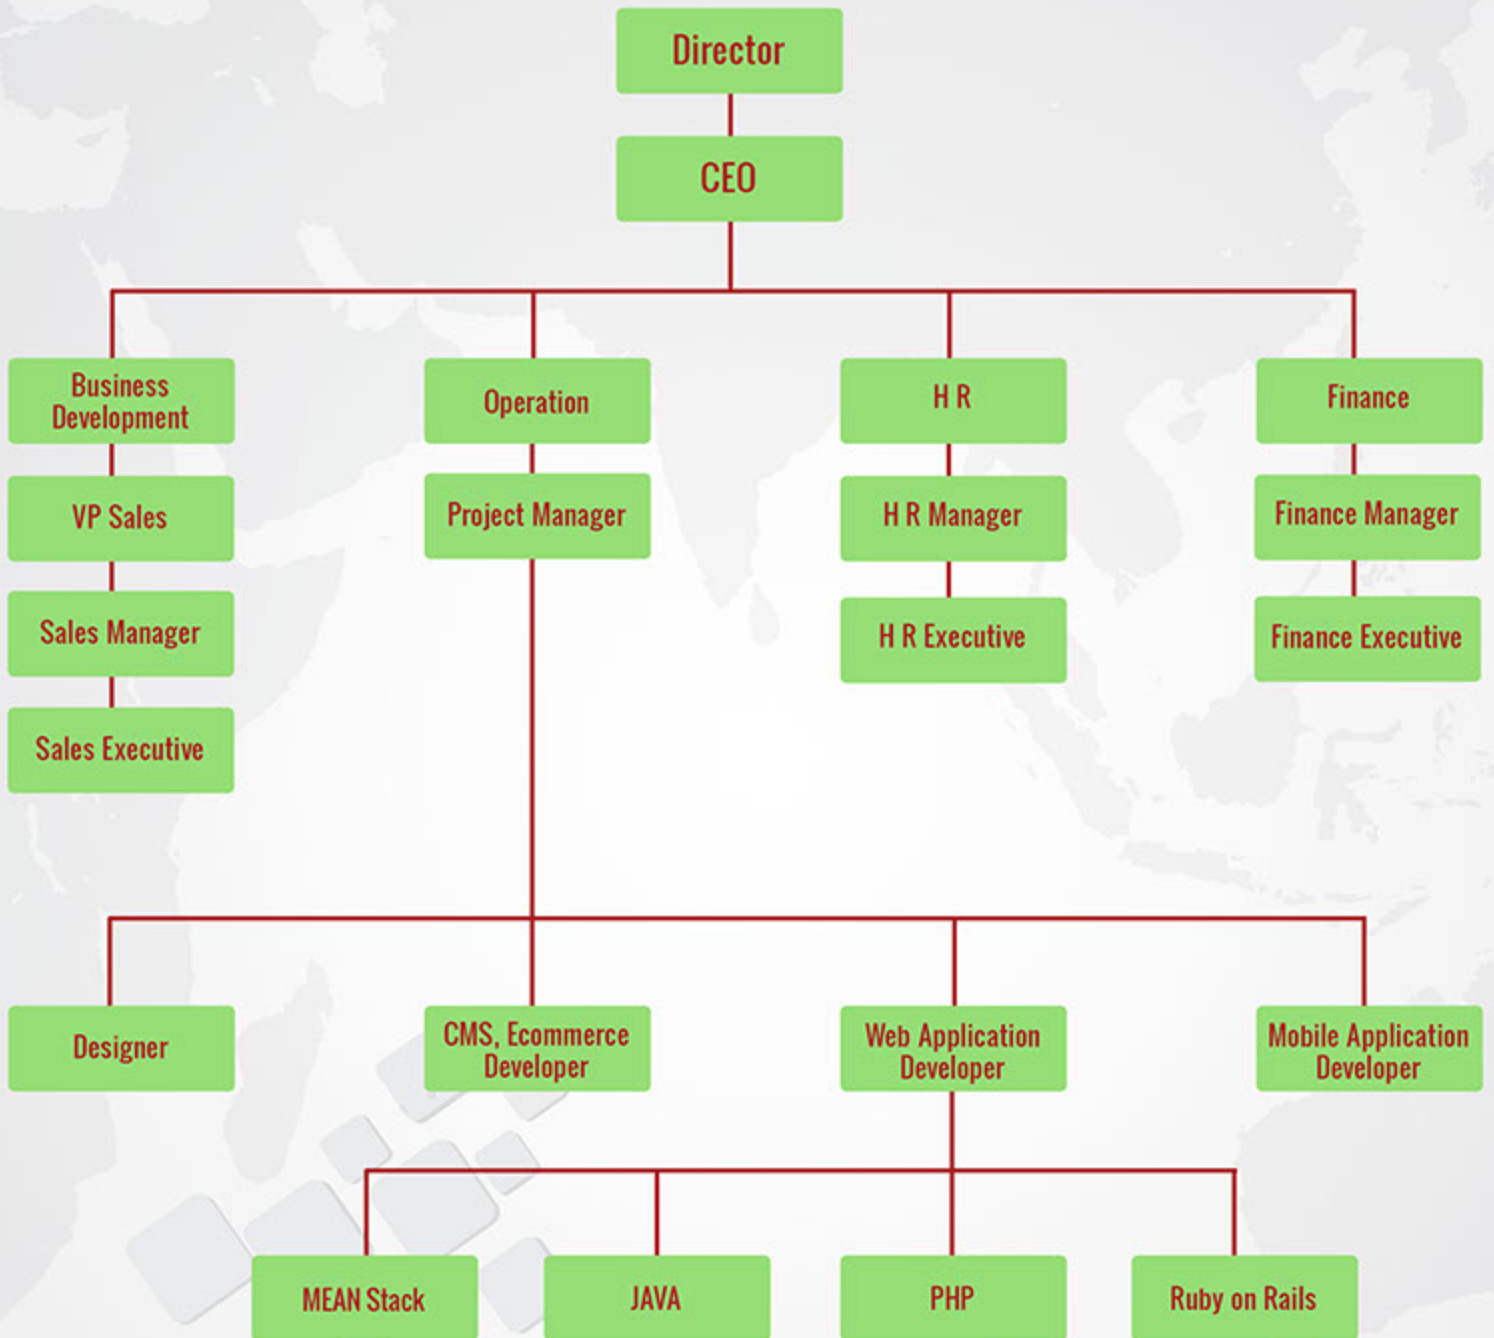 Director
CEO
Business
Development
Operation
H R
Finance
VP Sales
Project Manager
H R Manager
Finance Manager
Sales Manager
H R Executive
Finance Executive
Sales Executive
Designer
CMS, Ecommerce
Developer
Web Application
Developer
Mobile Application
Developer
MEAN Stack
JAVA
PHP
Ruby on Rails